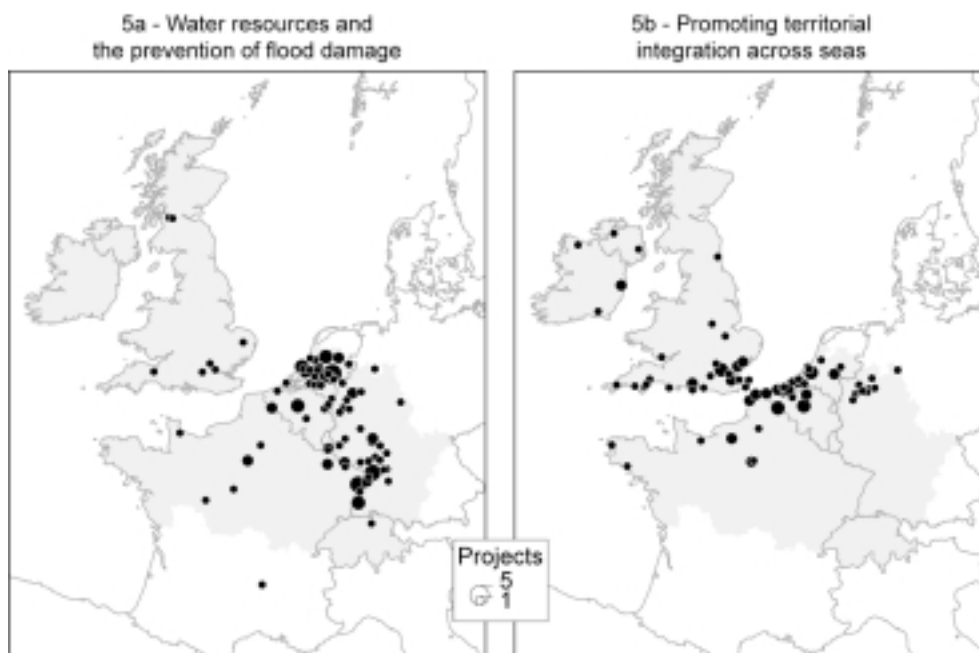 5a - Water resources and
the prevention of flood damage
5b - Promoting territorial
integration across seas
Projects
5
1